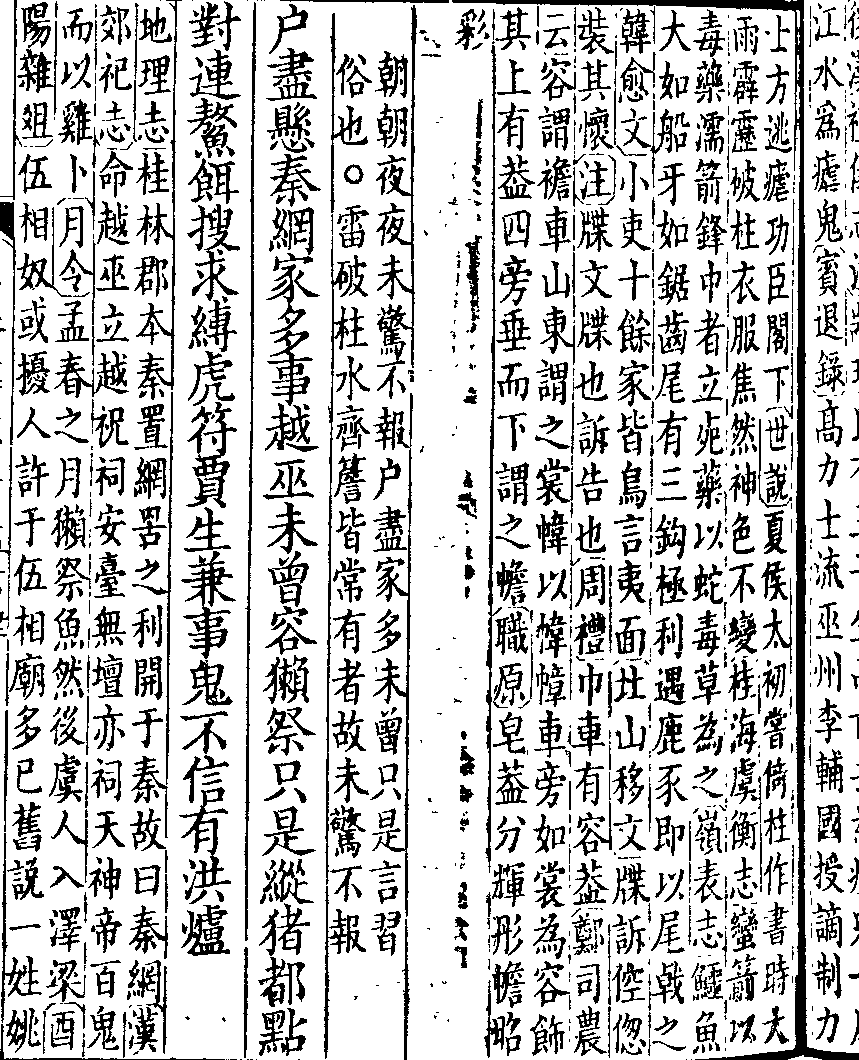 江水為瘧鬼賓退錄高力士流巫州李輔國授謫制力
士方逃瘧功臣閣下世說夏侯太初嘗倚柱作書時大
雨霹靂破柱衣服焦然神色不變桂海虞衡志蠻箭以
毒藥濡箭鋒中者立死藥以蛇毒草為之嶺表志鱷魚
大如船牙如鋸齒尾有三鈎極利遇鹿豕即以尾戟之
韓愈文小吏十餘家皆鳥言夷面北山移文牒訴倥偬
裝其懷注牒文牒也訴告也周禮巾車有容葢鄭司農
云容謂襜車山東謂之裳幃以幃幛車旁如裳為容飾
其上有葢四旁垂而下謂之幨職原皂葢分輝彤幨昭
彩
朝朝夜夜未驚不報户盡家多未曾只是言習
俗也○雷破柱水齊簷皆常有者故未驚不報
户盡懸秦網家多事越巫未曾容獺祭只是縱猪都點
對連鰲餌搜求縛虎符賈生兼事鬼不信有洪爐
地理志桂林郡本秦置網罟之利開于秦故曰秦網漢
郊祀志命越巫立越祝祠安臺無壇亦祠天神帝百鬼
而以雞卜月令孟春之月獺祭魚然後虞人入澤梁酉
陽雜爼伍相奴或擾人許于伍相廟多已舊説一姓姚